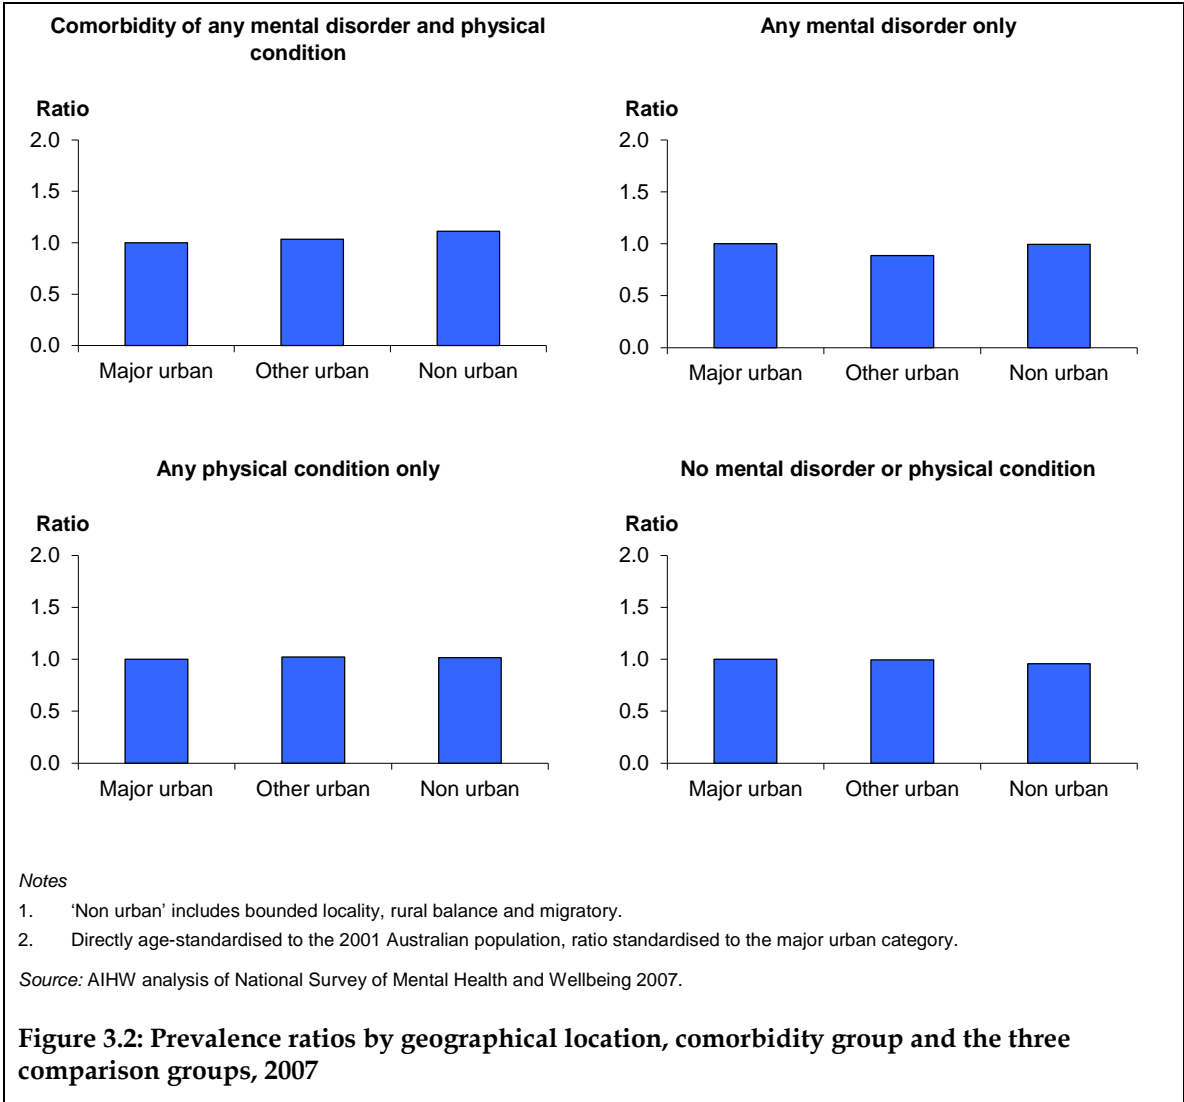 Comorbidity of any mental disorder and physical
condition
Ratio
2.0
1.5
1.0
0.5
0.0
Major urban Other urban Non urban
Any mental disorder only
Ratio
2.0
1.5
1.0
0.5
0.0
Major urban Other urban Non urban
Any physical condition only
Ratio
2.0
1.5
1.0
0.5
0.0
Major urban Other urban Non urban
No mental disorder or physical condition
Ratio
2.0
1.5
1.0
0.5
0.0
Major urban Other urban Non urban
Notes
1. ‘Non urban’ includes bounded locality, rural balance and migratory.
2. Directly age-standardised to the 2001 Australian population, ratio standardised to the major urban category.
Source: AIHW analysis of National Survey of Mental Health and Wellbeing 2007.
Figure 3.2: Prevalence ratios by geographical location, comorbidity group and the three
comparison groups, 2007